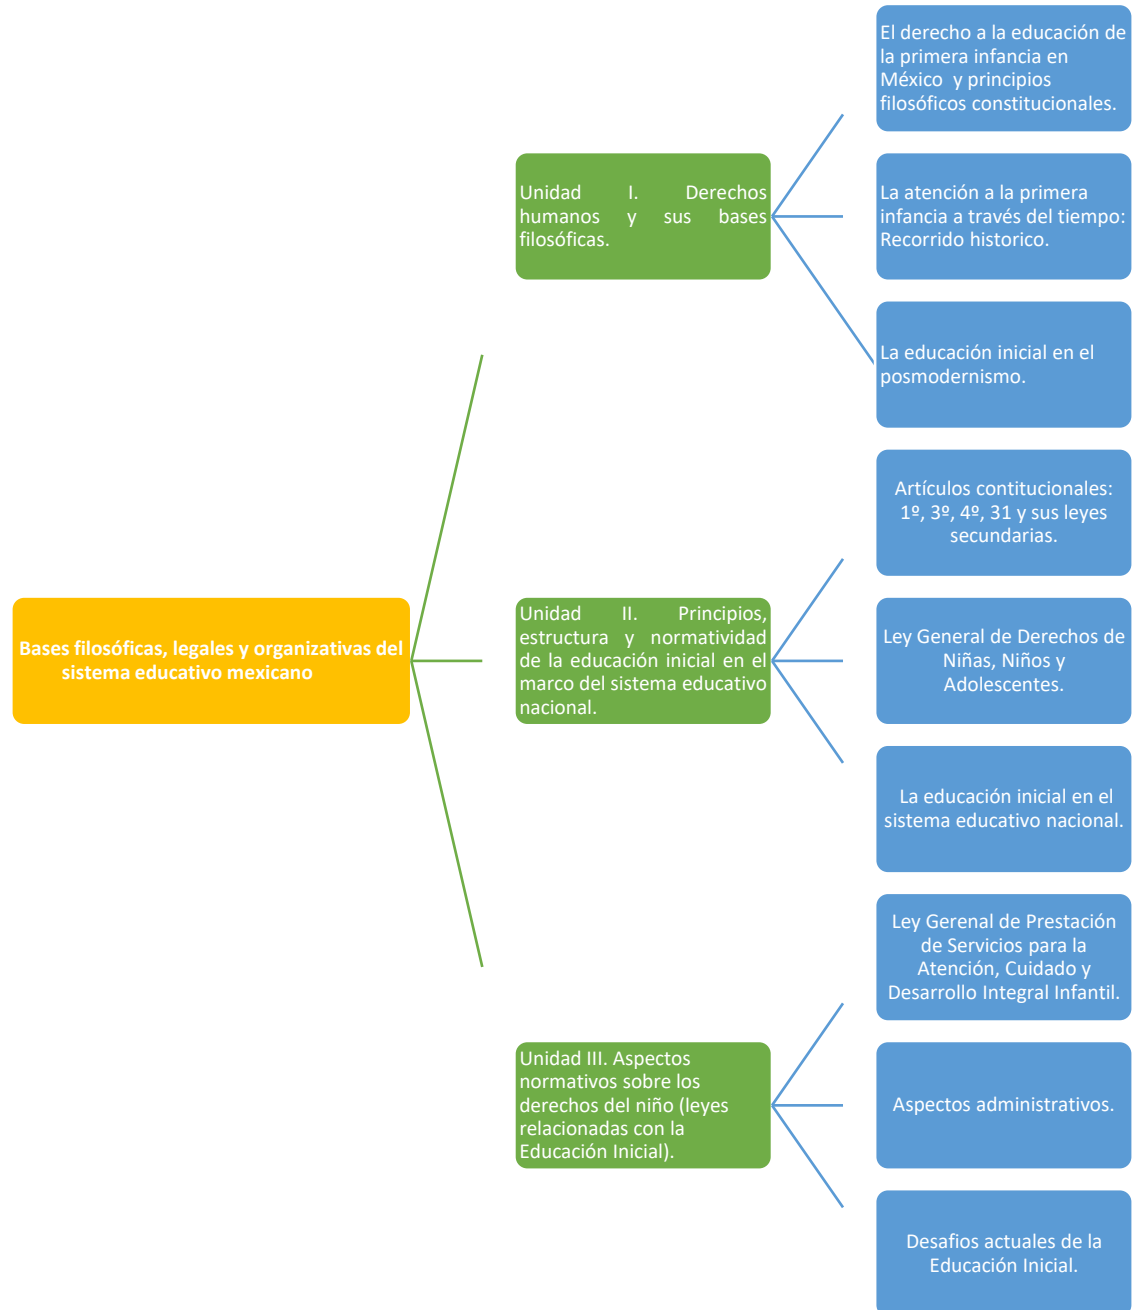 Bases filosóficas, legales y organizativas del
sistema educativo mexicano
Unidad I. Derechos
humanos y sus bases
filosóficas.
El derecho a la educación de
la primera infancia en
México y principios
filosóficos constitucionales.
La atención a la primera
infancia a través del tiempo:
Recorrido historico.
La educación inicial en el
posmodernismo.
Unidad II. Principios,
estructura y normatividad
de la educación inicial en el
marco del sistema educativo
nacional.
Artículos contitucionales:
1º, 3º, 4º, 31 y sus leyes
secundarias.
Ley General de Derechos de
Niñas, Niños y
Adolescentes.
La educación inicial en el
sistema educativo nacional.
Unidad III. Aspectos
normativos sobre los
derechos del niño (leyes
relacionadas con la
Educación Inicial).
Ley Gerenal de Prestación
de Servicios para la
Atención, Cuidado y
Desarrollo Integral Infantil.
Aspectos administrativos.
Desafios actuales de la
Educación Inicial.